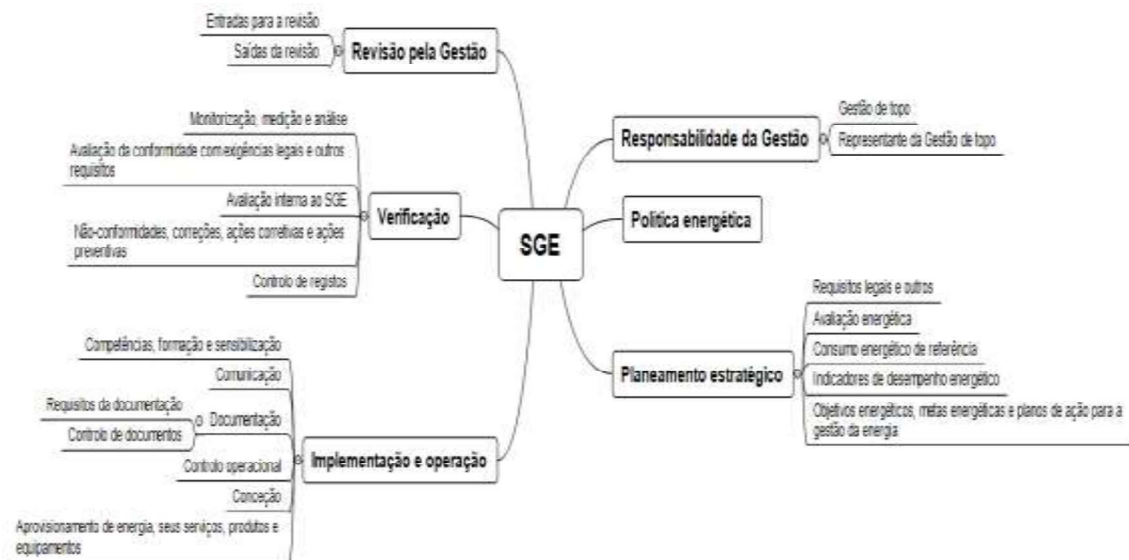 Entradas para a revisão
Saídas da revisão
Revisão pela Gestão
Monitorização, medição e análise
Avaliação da conformidade com exigências legais e outros
requisitos
Avaliação interna ao SGE
Não-conformidades, correções, ações corretivas e ações
preventivas
Controlo de registos
Verificação
Competências, formação e sensibilização
Comunicação
Requisitos da documentação
Controlo de documentos
Documentação
Controlo operacional
Conceção
Aprovisionamento de energia, seus serviços, produtos e
equipamentos
Implementação e operação
SGE
Responsabilidade da Gestão
Gestão de topo
Representante da Gestão de topo
Política energética
Planeamento estratégico
Requisitos legais e outros
Avaliação energética
Consumo energético de referência
Indicadores de desempenho energético
Objetivos energéticos, metas energéticas e planos de ação para a
gestão da energia